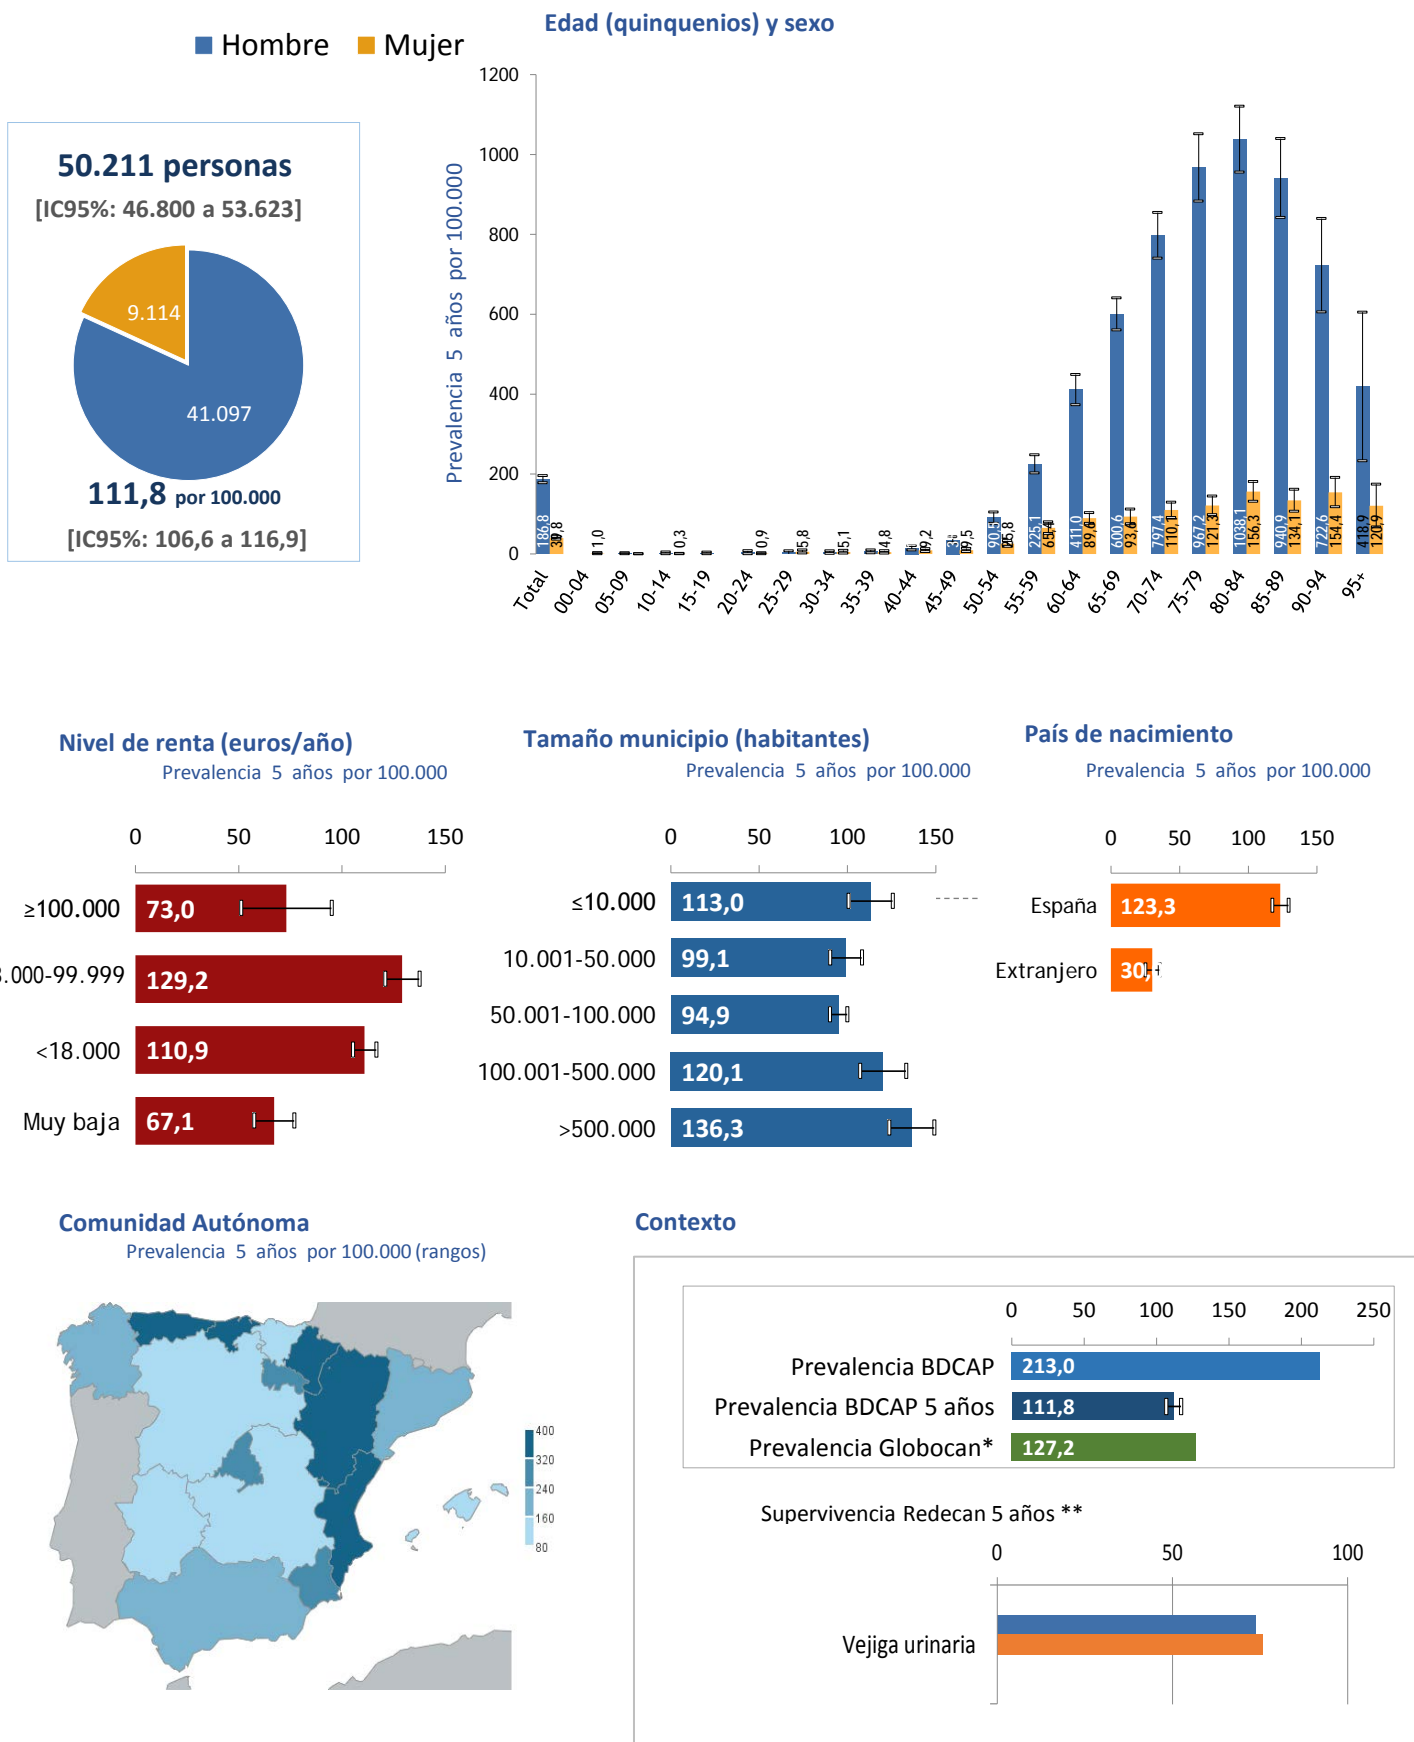 Edad (quinquenios) y sexo
Hombre Mujer
50.211 personas
[IC95%: 46.800 a 53.623]
9.114
41.097
111,8 por 100.000
[IC95%: 106,6 a 116,9]
Prevalencia 5 años por 100.000
1200
1000
800
600
400
200
0
186,8 39,8 1,0 0,3 0,9 5,8 5,1 4,8 9,2 9,5 90,5 25,8 225,1 65,4 411,0 89,6 600,6 93,6 797,4 110,1 967,2 121,3 1038,1 156,3 940,9 134,1 722,6 154,4 418,9 120,9
Total 00-04 05-09 10-14 15-19 20-24 25-29 30-34 35-39 40-44 45-49 50-54 55-59 60-64 65-69 70-74 75-79 80-84 85-89 90-94 95+
Nivel de renta (euros/año)
Prevalencia 5 años por 100.000
0 50 100 150
≥100.000 73,0
.000-99.999 129,2
<18.000 110,9
Muy baja 67,1
Tamaño municipio (habitantes)
Prevalencia 5 años por 100.000
0 50 100 150
≤10.000 113,0
10.001-50.000 99,1
50.001-100.000 94,9
100.001-500.000 120,1
>500.000 136,3
País de nacimiento
Prevalencia 5 años por 100.000
0 50 100 150
España 123,3
Extranjero
Comunidad Autónoma
Prevalencia 5 años por 100.000 (rangos)
400
320
240
160
80
Contexto
0 50 100 150 200 250
Prevalencia BDCAP 213,0
Prevalencia BDCAP 5 años 111,8
Prevalencia Globocan* 127,2
Supervivencia Redecan 5 años **
0 50 100
Vejiga urinaria